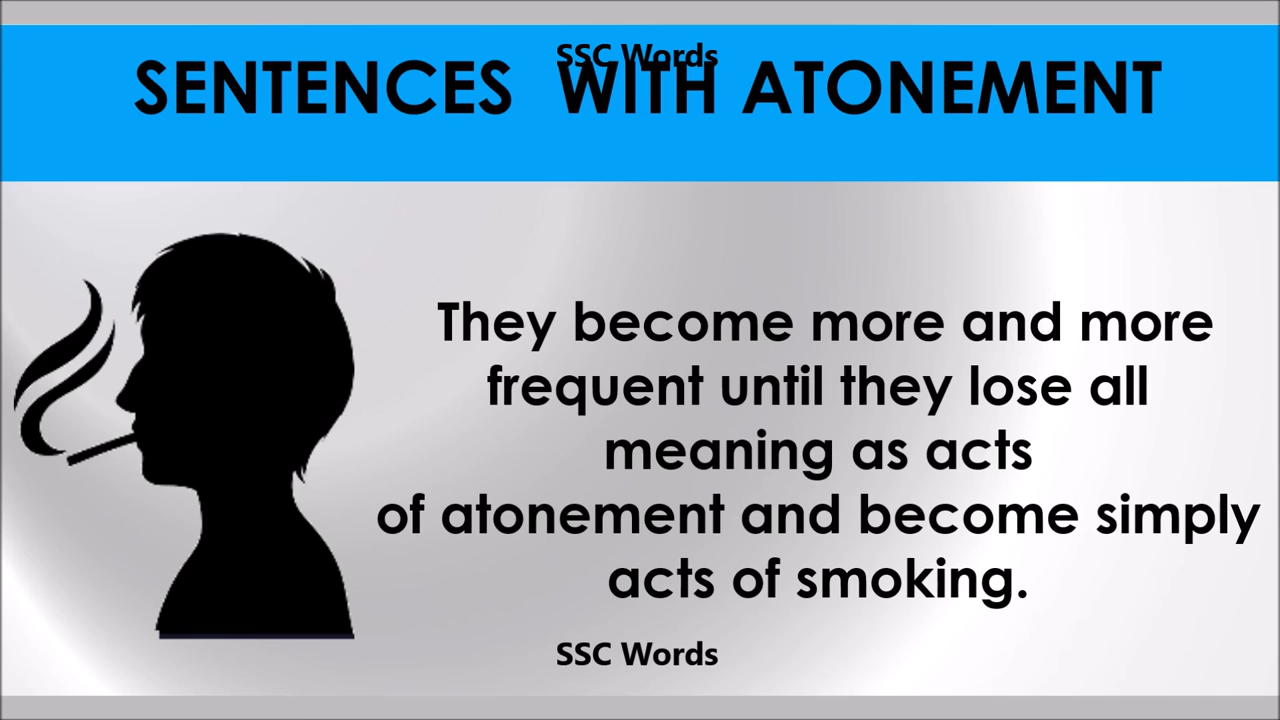 SSC Words
SENTENCES WITH ATONEMENT
They become more and more
frequent until they lose all
meaning as acts
of atonement and become simply
acts of smoking.
SSC Words